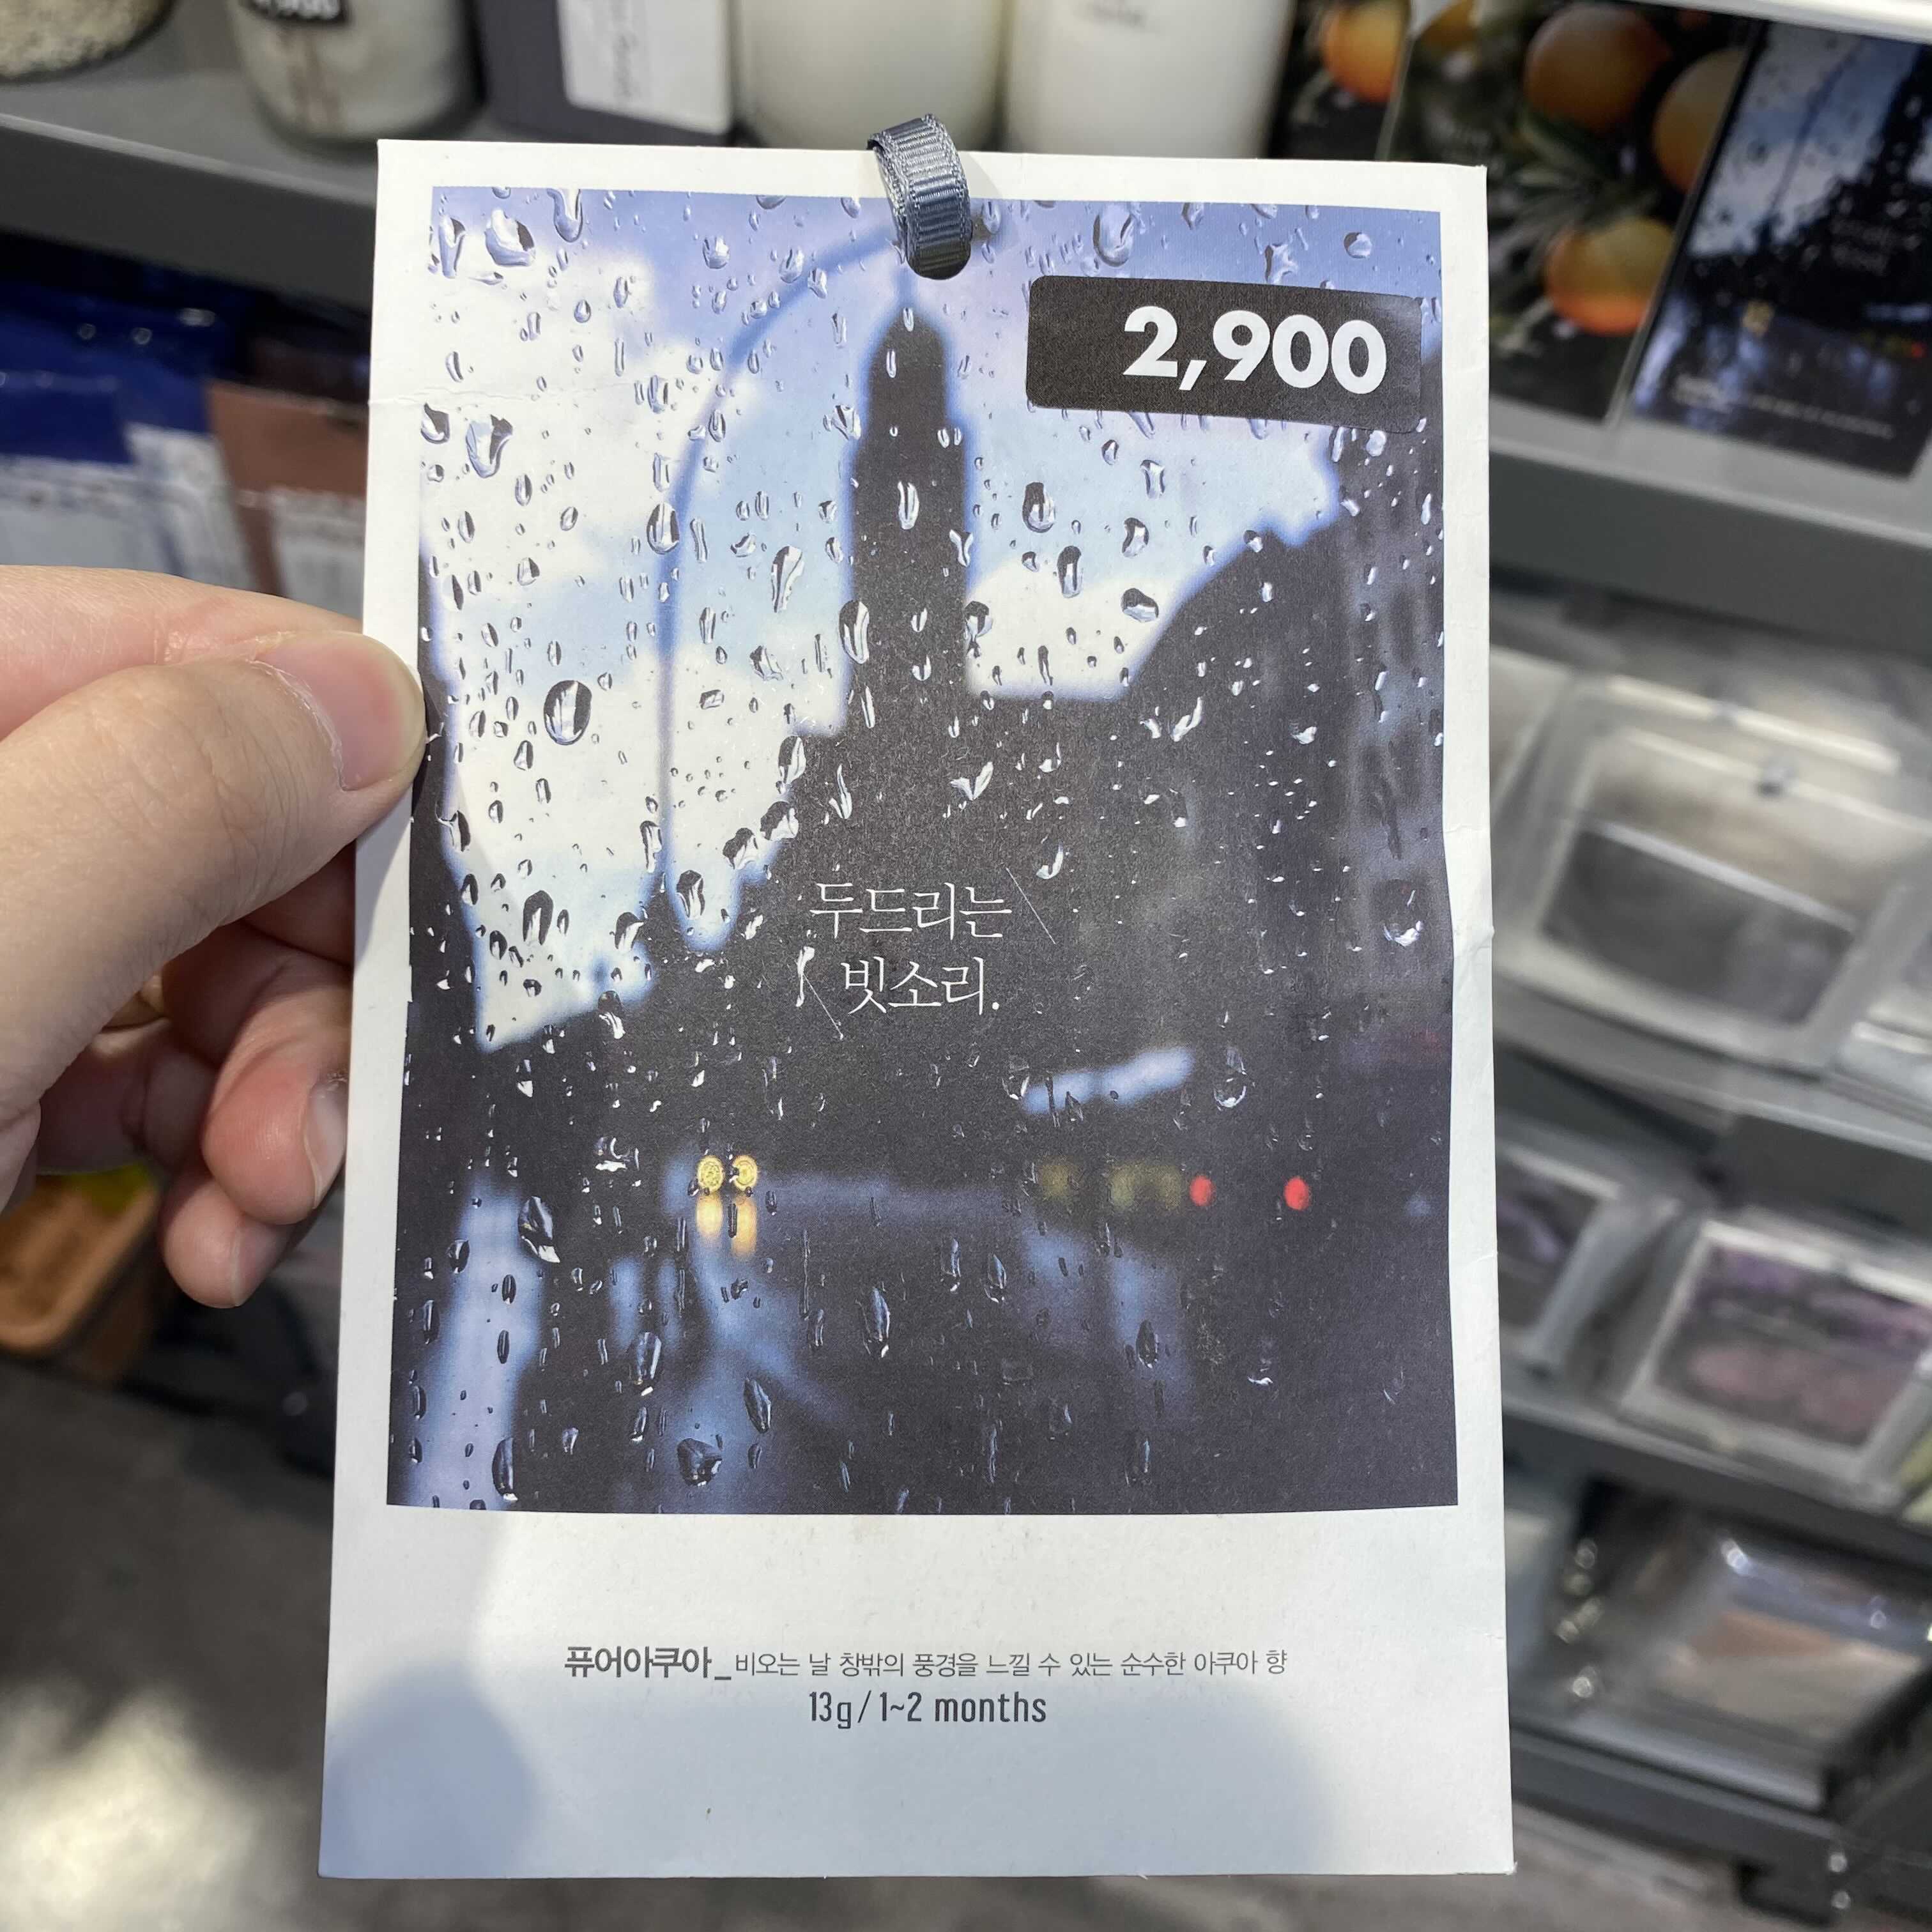 2,900
두드리는
빗소리.
퓨어아쿠아_비오는 날 창밖의 풍경을 느낄 수 있는 순수한 아쿠아 향
13g/1~2 months